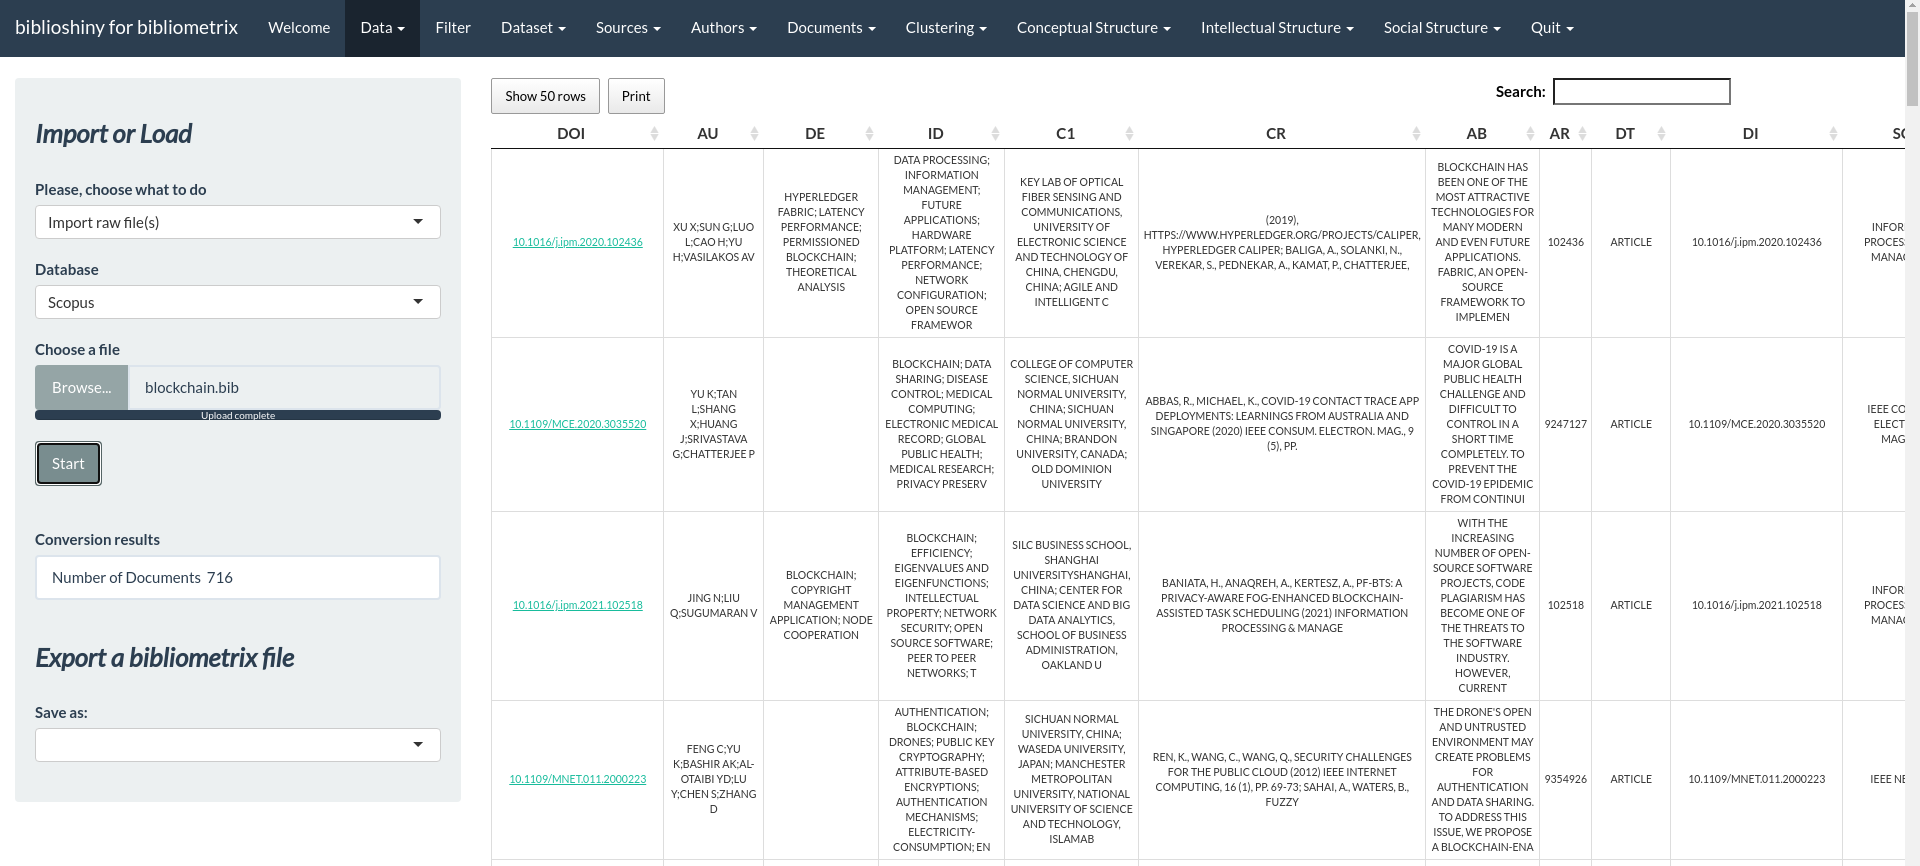 biblioshiny for bibliometrix Welcome Data Filter Dataset Sources Authors Documents Clustering Conceptual Structure Intellectual Structure Social Structure Quit
Import or Load
Please, choose what to do
Import raw file(s)
Database
Scopus
Choose a file
Browse... blockchain.bib
Upload complete
Start
Conversion results
Number of Documents 716
Export a bibliometrix file
Save as:
Show 50 rows Print Search:
DOI AU DE ID C1 CR AB AR DT DI
10.1016/j.ipm.2020.102436
XU X;SUN G;LUO
L;CAO H;YU
H;VASILAKOS AV
HYPERLEDGER
FABRIC; LATENCY
PERFORMANCE;
PERMISSIONED
BLOCKCHAIN;
THEORETICAL
ANALYSIS
DATA PROCESSING;
INFORMATION
MANAGEMENT;
FUTURE
APPLICATIONS;
HARDWARE
PLATFORM; LATENCY
PERFORMANCE;
NETWORK
CONFIGURATION;
OPEN SOURCE
FRAMEWOR
KEY LAB OF OPTICAL
FIBER SENSING AND
COMMUNICATIONS,
UNIVERSITY OF
ELECTRONIC SCIENCE
AND TECHNOLOGY OF
CHINA, CHENGDU,
CHINA; AGILE AND
INTELLIGENT C
(2019),
HTTPS://WWW.HYPERLEDGER.ORG/PROJECTS/CALIPER,
HYPERLEDGER CALIPER; BALIGA, A., SOLANKI, N.,
VEREKAR, S., PEDNEKAR, A., KAMAT, P., CHATTERJEE,
BLOCKCHAIN HAS
BEEN ONE OF THE
MOST ATTRACTIVE
TECHNOLOGIES FOR
MANY MODERN
AND EVEN FUTURE
APPLICATIONS.
FABRIC, AN OPEN-
SOURCE
FRAMEWORK TO
IMPLEMEN
102436
ARTICLE
10.1016/j.ipm.2020.102436
INFOR
PROCES
MANA
10.1109/MCE.2020.3035520
YU K;TAN
L;SHANG
X;HUANG
J;SRIVASTAVA
G;CHATTERJEE P
BLOCKCHAIN; DATA
SHARING; DISEASE
CONTROL; MEDICAL
COMPUTING;
ELECTRONIC MEDICAL
RECORD; GLOBAL
PUBLIC HEALTH;
MEDICAL RESEARCH;
PRIVACY PRESERV
COLLEGE OF COMPUTER
SCIENCE, SICHUAN
NORMAL UNIVERSITY,
CHINA; SICHUAN
NORMAL UNIVERSITY,
CHINA; BRANDON
UNIVERSITY, CANADA;
OLD DOMINION
UNIVERSITY
ABBAS, R., MICHAEL, K., COVID-19 CONTACT TRACE APP
DEPLOYMENTS: LEARNINGS FROM AUSTRALIA AND
SINGAPORE (2020) IEEE CONSUM. ELECTRON. MAG., 9
(5), PP.
COVID-19 IS A
MAJOR GLOBAL
PUBLIC HEALTH
CHALLENGE AND
DIFFICULT TO
CONTROL IN A
SHORT TIME
COMPLETELY. TO
PREVENT THE
COVID-19 EPIDEMIC
FROM CONTINUI
9247127
ARTICLE
10.1109/MCE.2020.3035520
IEEE CO
ELECT
MAG
10.1016/j.ipm.2021.102518
JING N;LIU
Q;SUGUMARAN V
BLOCKCHAIN;
COPYRIGHT
MANAGEMENT
APPLICATION; NODE
COOPERATION
BLOCKCHAIN;
EFFICIENCY;
EIGENVALUES AND
EIGENFUNCTIONS;
INTELLECTUAL
PROPERTY; NETWORK
SECURITY; OPEN
SOURCE SOFTWARE;
PEER TO PEER
NETWORKS; T
SILC BUSINESS SCHOOL,
SHANGHAI
UNIVERSITYSHANGHAI,
CHINA; CENTER FOR
DATA SCIENCE AND BIG
DATA ANALYTICS,
SCHOOL OF BUSINESS
ADMINISTRATION,
OAKLAND U
BANIATA, H., ANAQREH, A., KERTESZ, A., PF-BTS: A
PRIVACY-AWARE FOG-ENHANCED BLOCKCHAIN-
ASSISTED TASK SCHEDULING (2021) INFORMATION
PROCESSING & MANAGE
WITH THE
INCREASING
NUMBER OF OPEN-
SOURCE SOFTWARE
PROJECTS, CODE
PLAGIARISM HAS
BECOME ONE OF
THE THREATS TO
THE SOFTWARE
INDUSTRY.
HOWEVER,
CURRENT
102518
ARTICLE
10.1016/j.ipm.2021.102518
INFOR
PROCES
MANA
10.1109/MNET.011.2000223
FENG C;YU
K;BASHIR AK;AL-
OTAIBI YD;LU
Y;CHEN S;ZHANG
D
AUTHENTICATION;
BLOCKCHAIN;
DRONES; PUBLIC KEY
CRYPTOGRAPHY;
ATTRIBUTE-BASED
ENCRYPTIONS;
AUTHENTICATION
MECHANISMS;
ELECTRICITY-
CONSUMPTION; EN
SICHUAN NORMAL
UNIVERSITY, CHINA;
WASEDA UNIVERSITY,
JAPAN; MANCHESTER
METROPOLITAN
UNIVERSITY, NATIONAL
UNIVERSITY OF SCIENCE
AND TECHNOLOGY,
ISLAMAB
REN, K., WANG, C., WANG, Q., SECURITY CHALLENGES
FOR THE PUBLIC CLOUD (2012) IEEE INTERNET
COMPUTING, 16 (1), PP. 69-73; SAHAI, A., WATERS, B.,
FUZZY
THE DRONE'S OPEN
AND UNTRUSTED
ENVIRONMENT MAY
CREATE PROBLEMS
FOR
AUTHENTICATION
AND DATA SHARING.
TO ADDRESS THIS
ISSUE, WE PROPOSE
A BLOCKCHAIN-ENA
9354926
ARTICLE
10.1109/MNET.011.2000223
IEEE NE